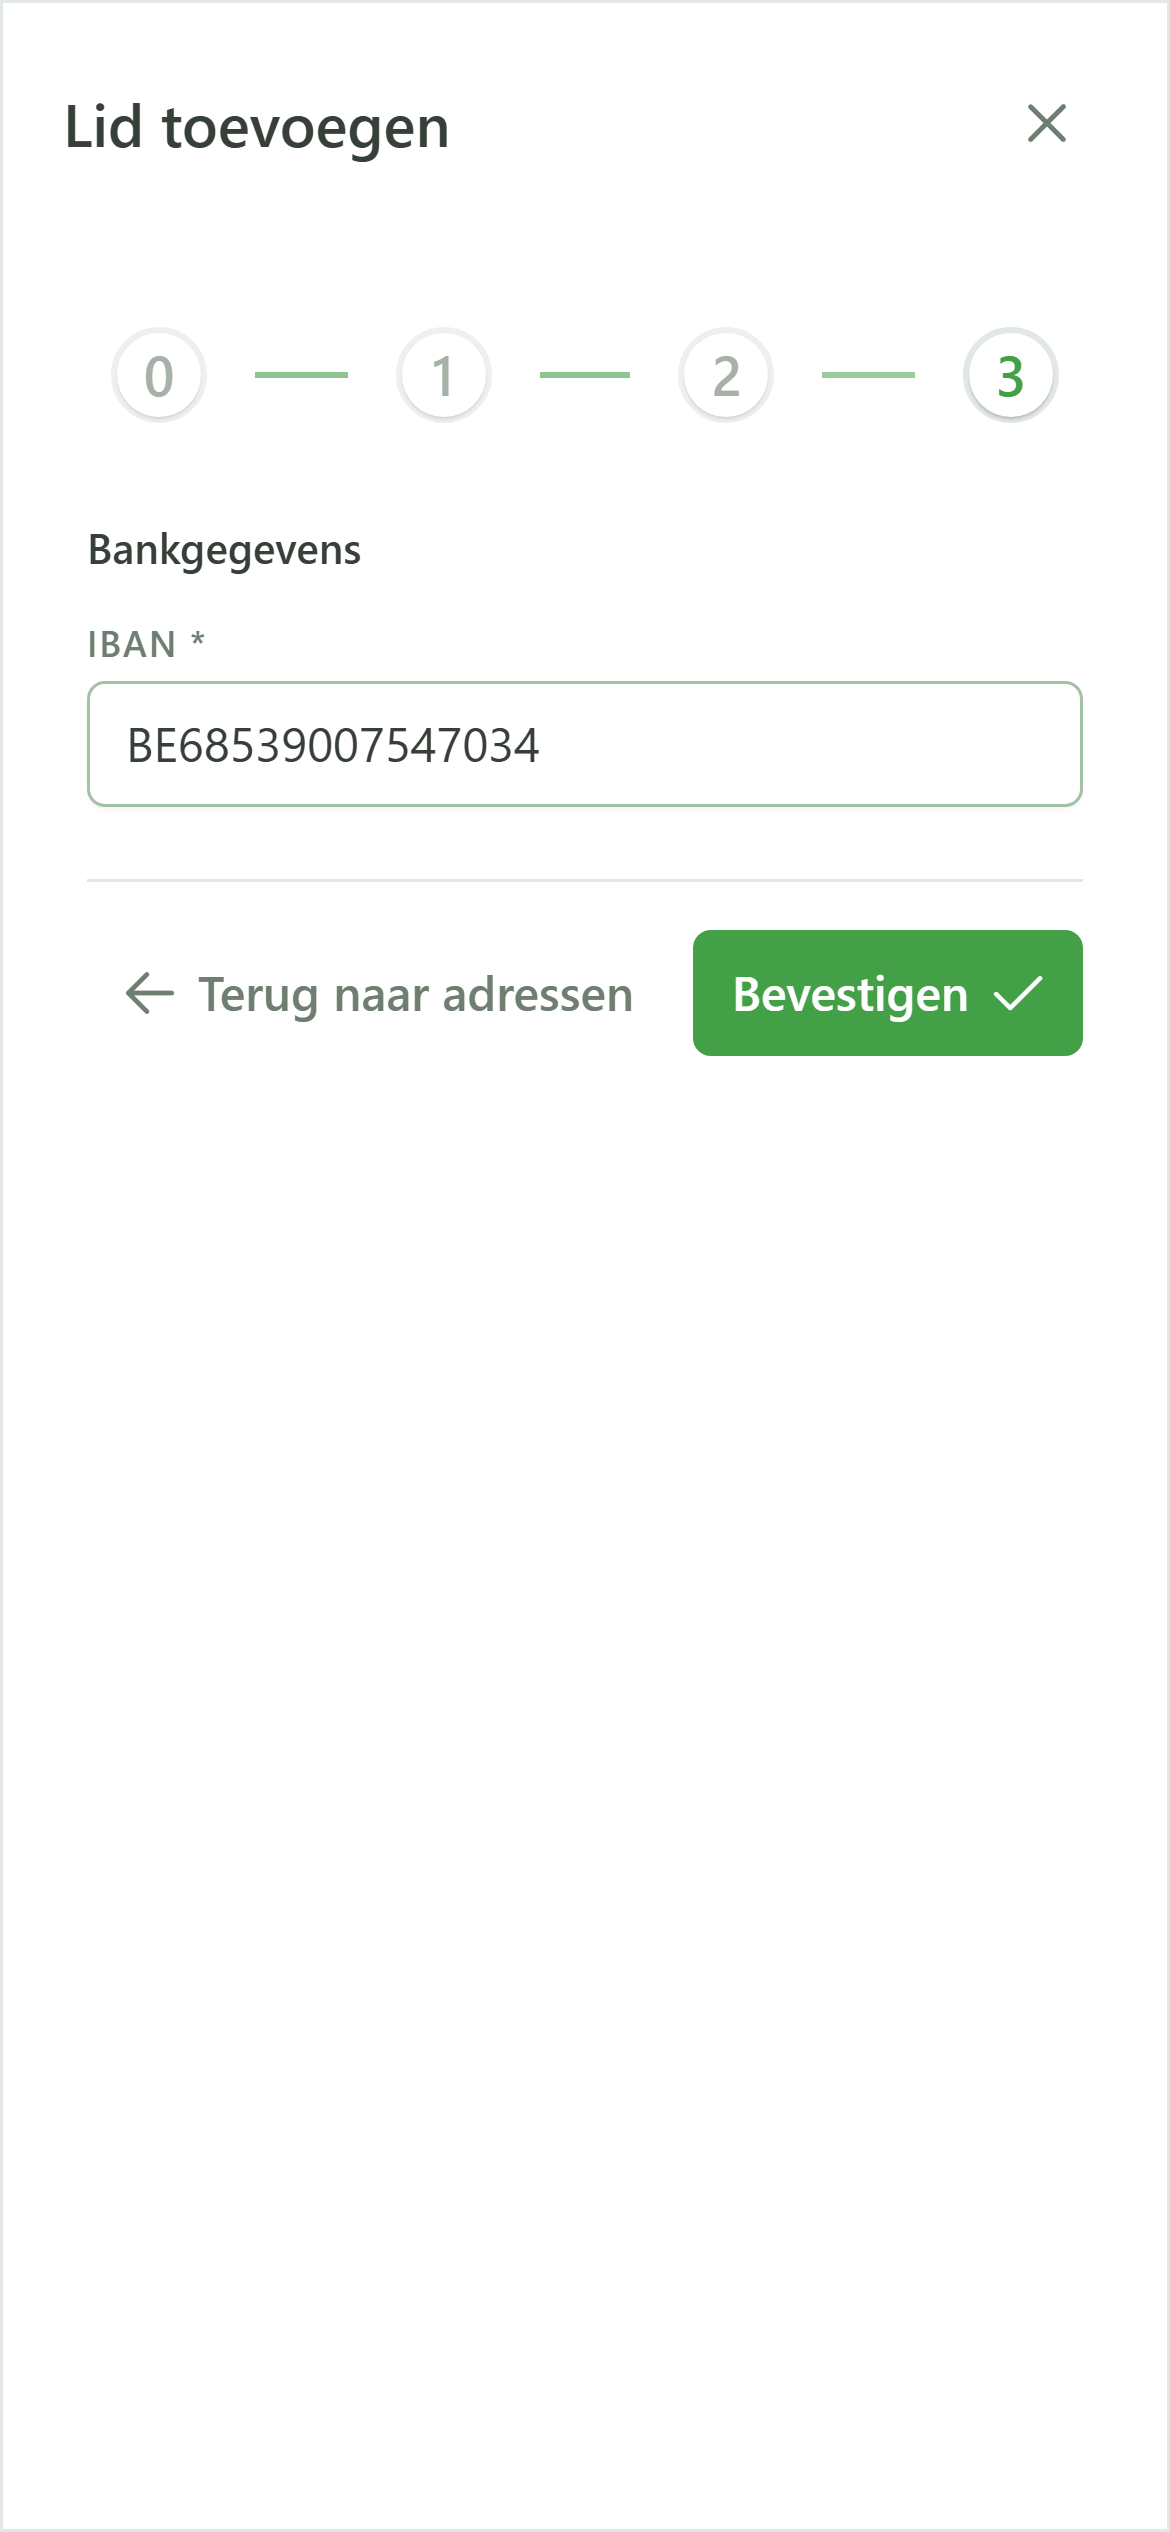 Lid toevoegen
0 1 2 3
Bankgegevens
IBAN *
BE68539007547034
Terug naar adressen
Bevestigen